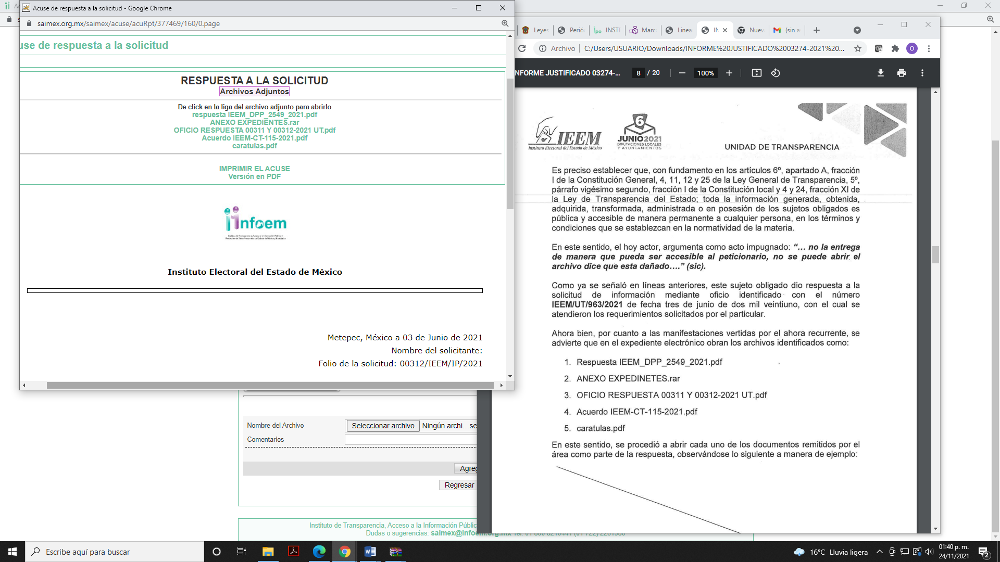 Acuse de respuesta a la solicitud - Google Chrome
saimex.org.mx/saimex/acuse/acuRpt/377469/160/0.page
use de respuesta a la solicitud
RESPUESTA A LA SOLICITUD
Archivos Adjuntos
De click en la liga del archivo adjunto para abrirlo
respuesta IEEM_DPP_2549_2021.pdf
ANEXO EXPEDIENTES.rar
OFICIO RESPUESTA 00311 Y 00312-2021 UT.pdf
Acuerdo IEEM-CT-115-2021.pdf
caratulas.pdf
IMPRIMIR EL ACUSE
Versión en PDF
infoem
Instituto Electoral del Estado de México
Metepec, México a 03 de Junio de 2021
Nombre del solicitante:
Folio de la solicitud: 00312/IEEM/IP/2021
Nombre del Archivo
Seleccionar archivo
Ningún archi...se
Comentarios
Agreg
Regresar
Instituto de Transparencia, Acceso a la Información Públic
Dudas o sugerencias: saimex@infoem.org.mx Tel. 01 800 8210441 (01 722) 2261980
Leyes
Perió
INSTI
Marc
Linea
IN
Nuev
(sin a
Archivo
C:/Users/USUARIO/Downloads/INFORME%20JUSTIFICADO%2003274-2021%20...
O
NFORME JUSTIFICADO 03274-...
8 / 20
100%
IEEM
Instituto Electoral del Estado de México
6
JUNIO2021
DIPUTACIONES LOCALES
Y AYUNTAMIENTOS
UNIDAD DE TRANSPARENCIA
Es preciso establecer que, con fundamento en los artículos 6º, apartado A, fracción
I de la Constitución General, 4, 11, 12 y 25 de la Ley General de Transparencia, 5º,
párrafo vigésimo segundo, fracción I de la Constitución local y 4 y 24, fracción XI de
la Ley de Transparencia del Estado; toda la información generada, obtenida,
adquirida, transformada, administrada o en posesión de los sujetos obligados es
pública y accesible de manera permanente a cualquier persona, en los términos y
condiciones que se establezcan en la normatividad de la materia.
En este sentido, el hoy actor, argumenta como acto impugnado: “... no la entrega
de manera que pueda ser accesible al peticionario, no se puede abrir el
archivo dice que esta dañado....” (sic).
Como ya se señaló en líneas anteriores, este sujeto obligado dio respuesta a la
solicitud de información mediante oficio identificado con el número
IEEM/UT/963/2021 de fecha tres de junio de dos mil veintiuno, con el cual se
atendieron los requerimientos solicitados por el particular.
Ahora bien, por cuanto a las manifestaciones vertidas por el ahora recurrente, se
advierte que en el expediente electrónico obran los archivos identificados como:
1. Respuesta IEEM_DPP_2549_2021.pdf
2. ANEXO EXPEDINETES.rar
3. OFICIO RESPUESTA 00311 Y 00312-2021 UT.pdf
4. Acuerdo IEEM-CT-115-2021.pdf
5. caratulas.pdf
En este sentido, se procedió a abrir cada uno de los documentos remitidos por el
área como parte de la respuesta, observándose lo siguiente a manera de ejemplo:
Escribe aquí para buscar
16°C Lluvia ligera
01:40 p. m.
24/11/2021
2